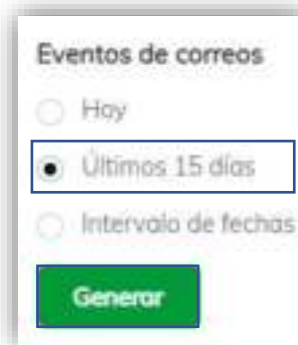 Eventos de correos
Hoy
Últimos 15 días
Intervalo de fechas
Generar